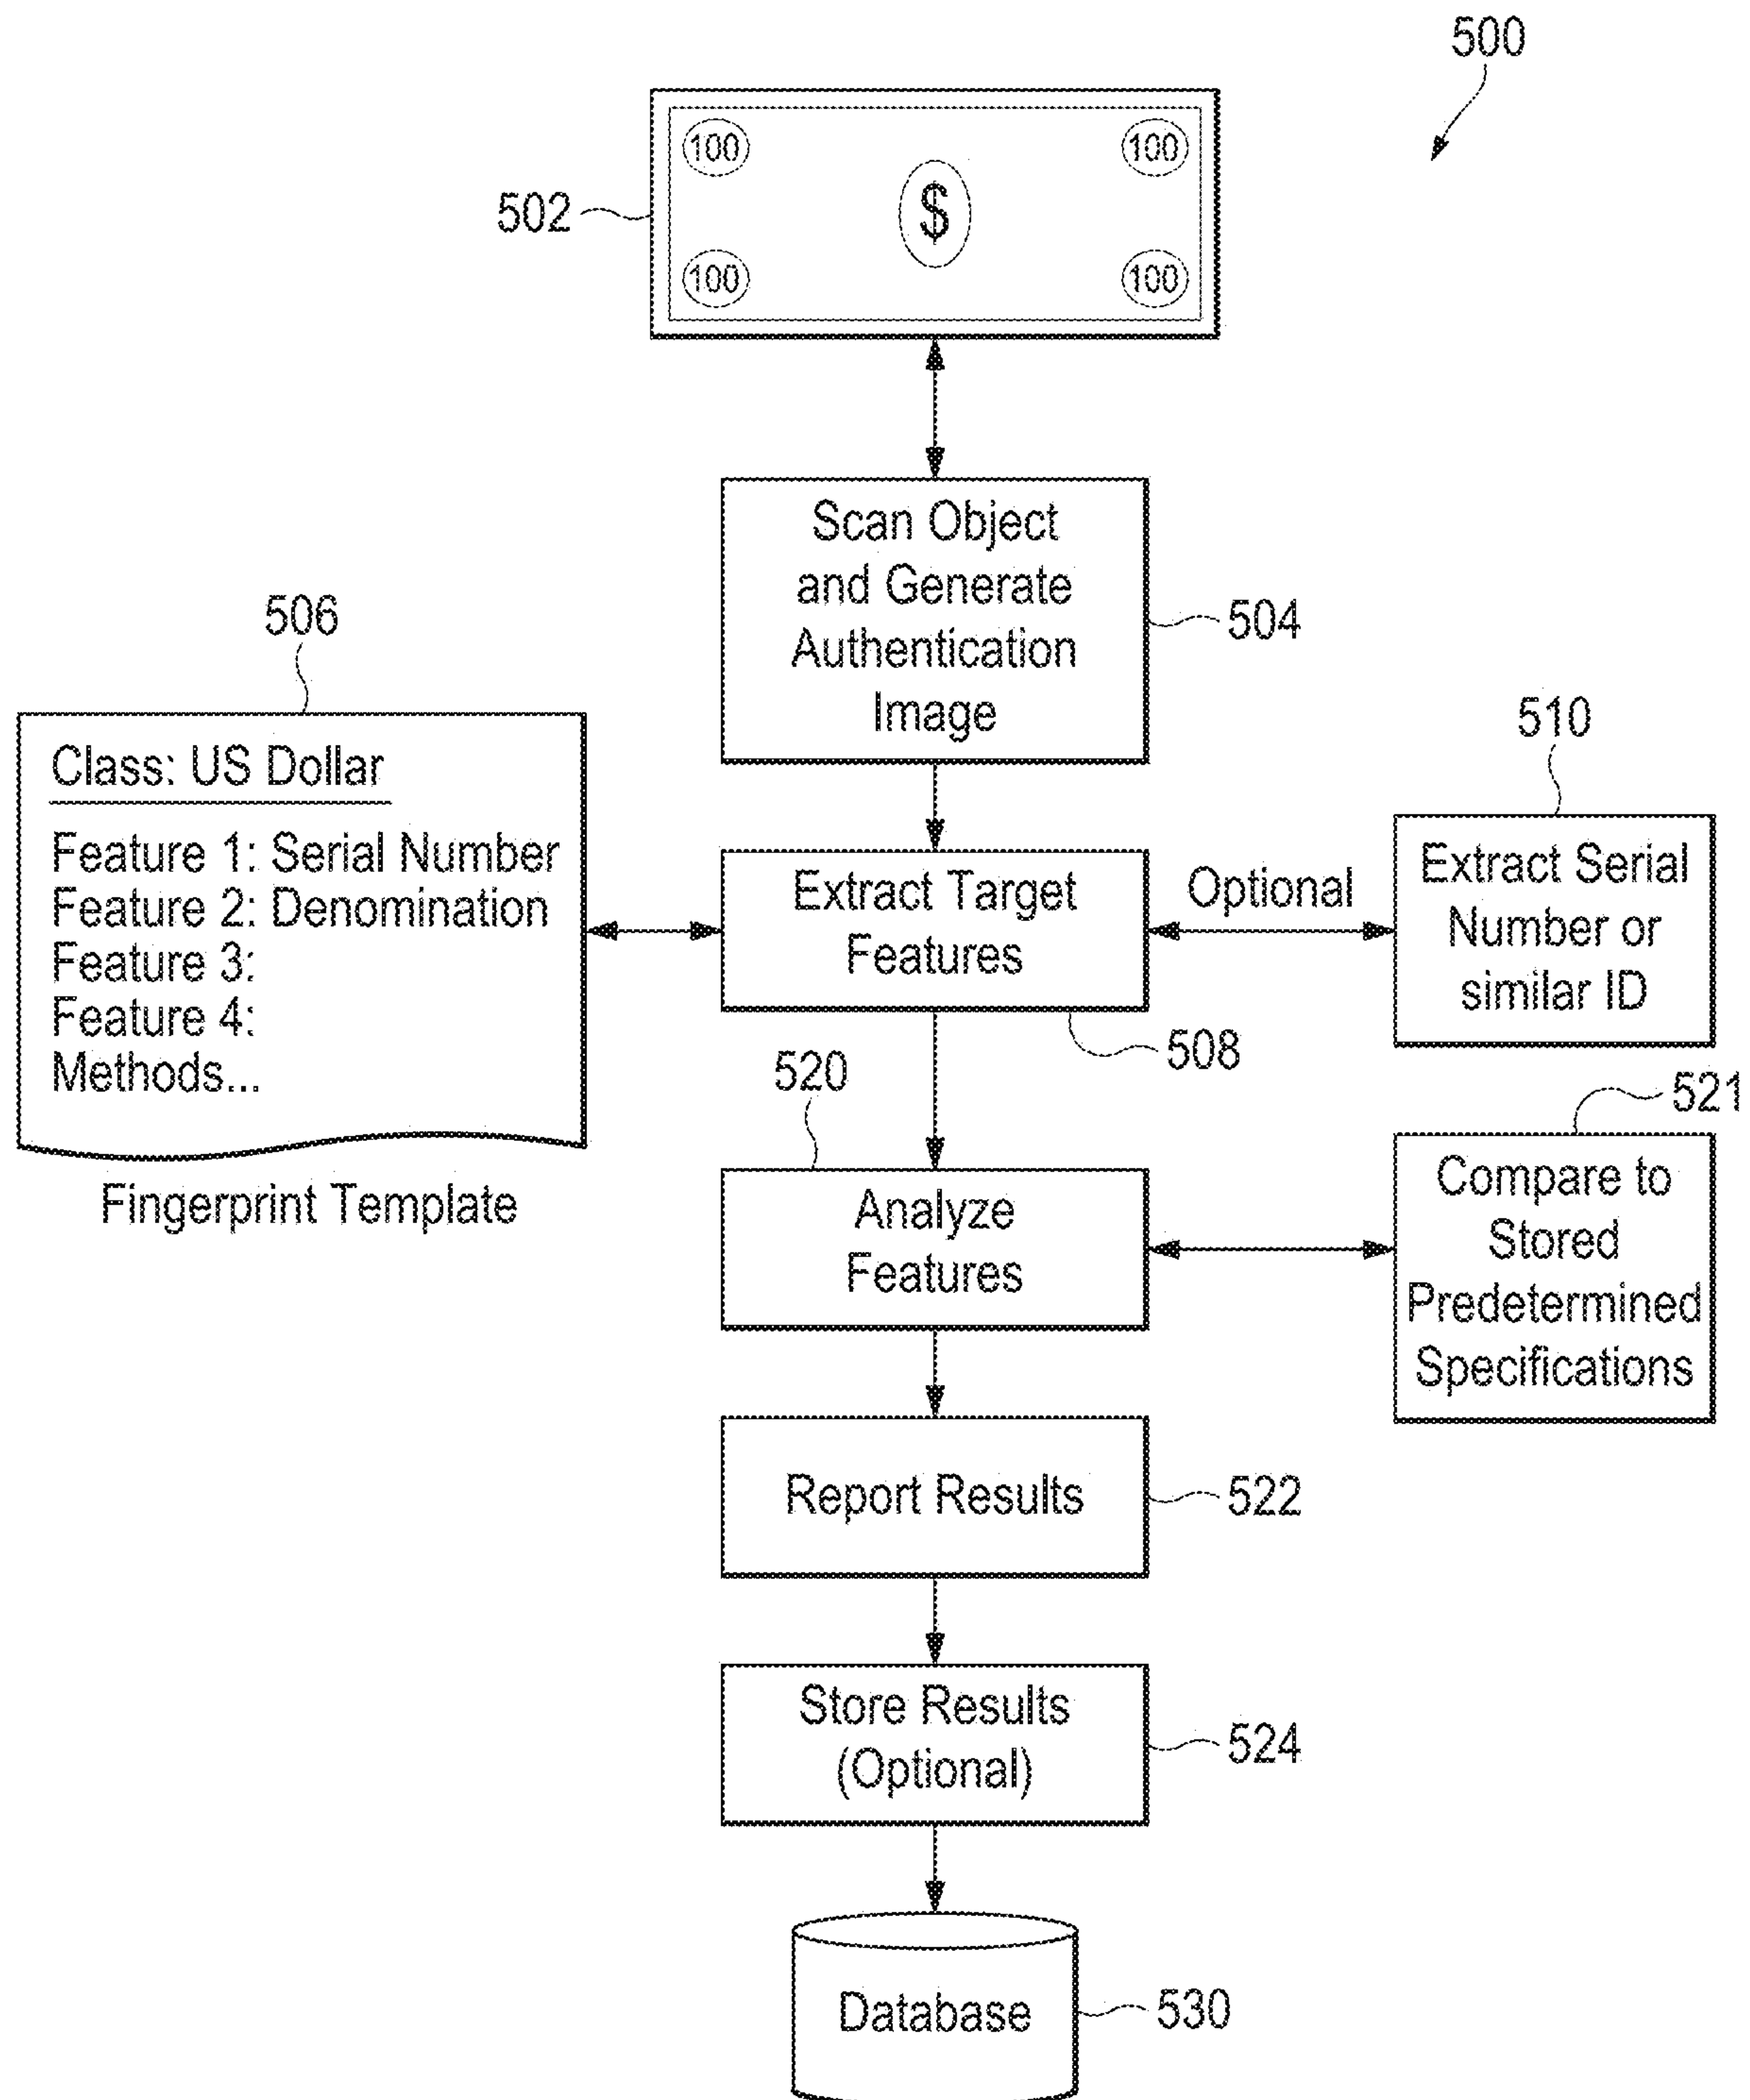 500
100
100
502
$
100
100
Scan Object
and Generate
Authentication
Image
504
506
Class: US Dollar
Feature 1: Serial Number
Feature 2: Denomination
Feature 3:
Feature 4:
Methods...
Fingerprint Template
Extract Target
Features
508
Optional
510
Extract Serial
Number or
similar ID
520
Analyze
Features
521
Compare to
Stored
Predetermined
Specifications
Report Results
522
Store Results
(Optional)
524
Database
530